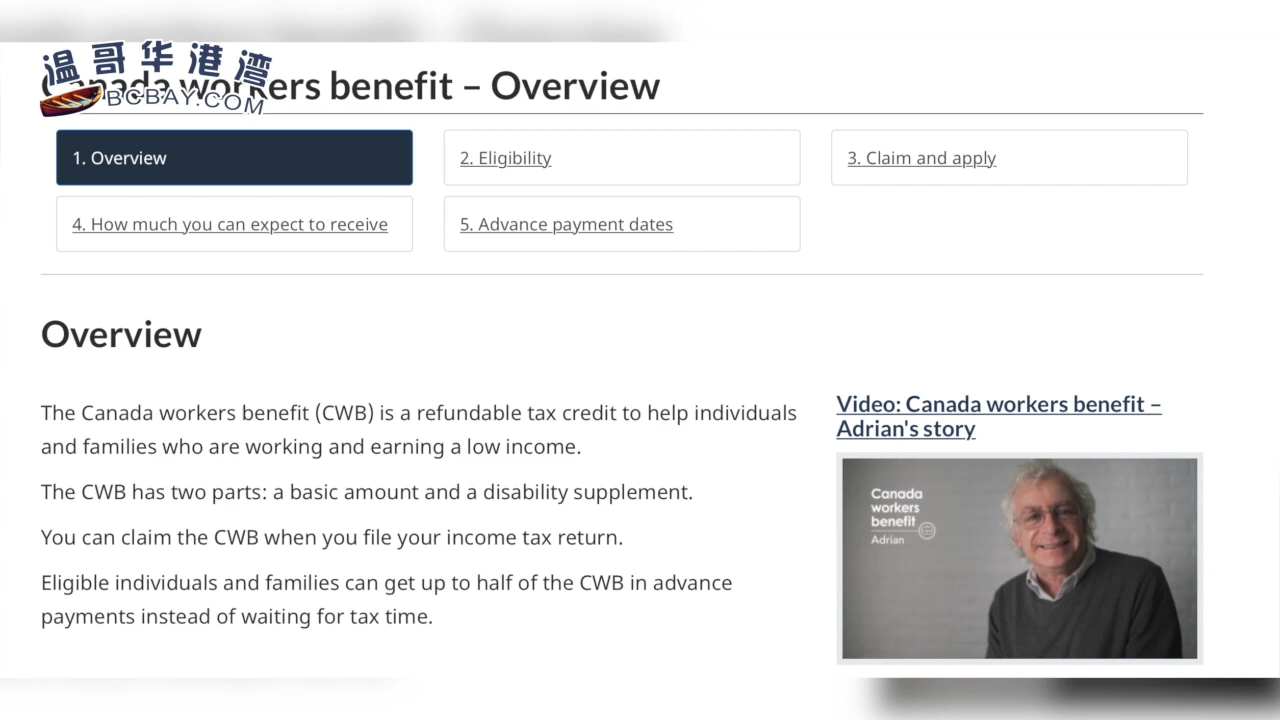 温哥华港湾
BCBAY.COM
Canada workers benefit – Overview
1. Overview
2. Eligibility
3. Claim and apply
4. How much you can expect to receive
5. Advance payment dates
Overview
The Canada workers benefit (CWB) is a refundable tax credit to help individuals
and families who are working and earning a low income.
The CWB has two parts: a basic amount and a disability supplement.
You can claim the CWB when you file your income tax return.
Eligible individuals and families can get up to half of the CWB in advance
payments instead of waiting for tax time.
Video: Canada workers benefit –
Adrian's story
Canada
workers
benefit
Adrian